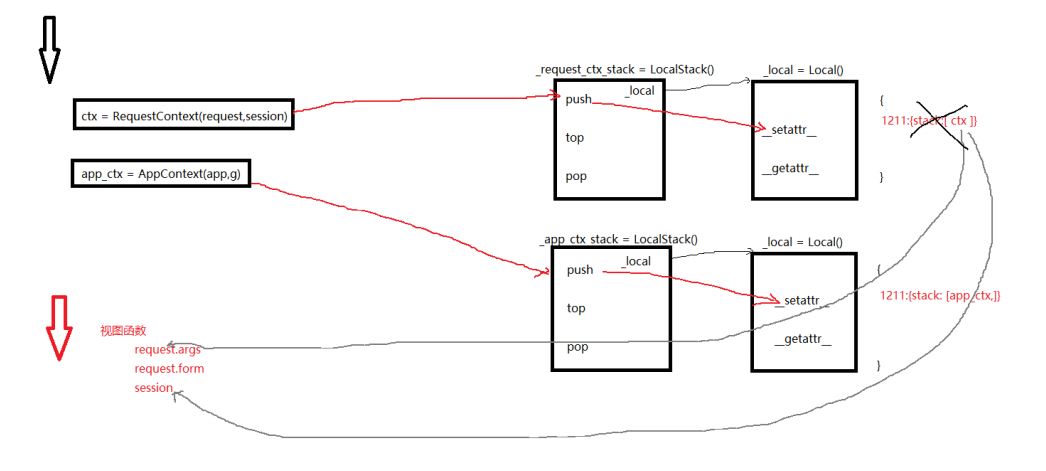 _request_ctx_stack = LocalStack()
_local = Local()
ctx = RequestContext(request,session)
push
_local
top
pop
__setattr__
__getattr__
{
1211:{stack:[ ctx ]}
}
app_ctx = AppContext(app,g)
_app_ctx_stack = LocalStack()
_local = Local()
push
_local
top
pop
__setattr__
__getattr__
{
1211:{stack: [app_ctx,]}
}
视图函数
request.args
request.form
session